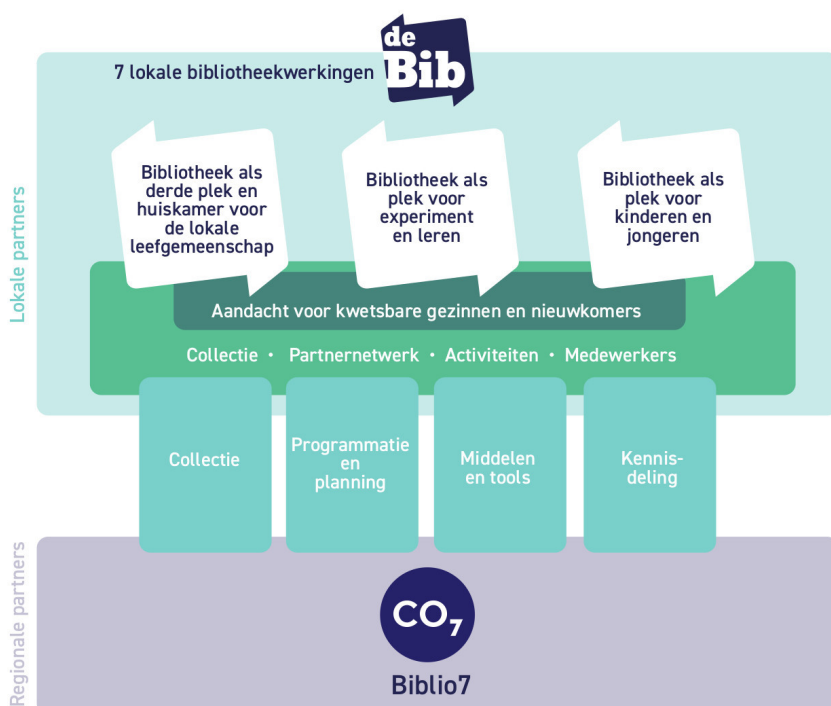 de
Bib
7 lokale bibliotheekwerkingen
Bibliotheek als
derde plek en
huiskamer voor
de lokale
leefgemeenschap
Bibliotheek als
plek voor
experiment
en leren
Bibliotheek als
plek voor
kinderen en
jongeren
Lokale partners
Aandacht voor kwetsbare gezinnen en nieuwkomers
Collectie • Partnernetwerk • Activiteiten • Medewerkers
Collectie
Programmatie
en
planning
Middelen
en tools
Kennis-
deling
Regionale partners
CO7
Biblio7